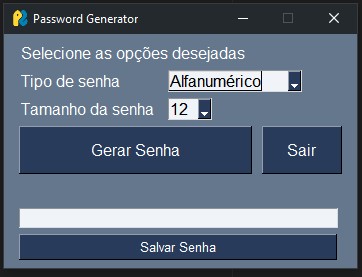 Password Generator
Selecione as opções desejadas
Tipo de senha Alfanumérico
Tamanho da senha 12
Gerar Senha Sair
Salvar Senha